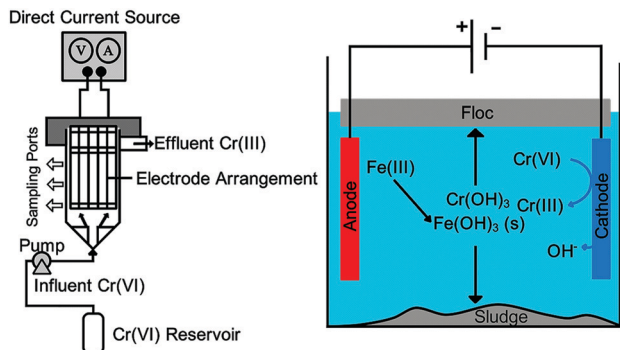 Direct Current Source
V A
Sampling Ports
Effluent Cr(III)
Electrode Arrangement
Pump
Influent Cr(VI)
Cr(VI) Reservoir
+ −
Floc
Anode
Fe(III)
Cr(OH)₃
Fe(OH)₃ (s)
Cr(VI)
Cr(III)
OH⁻
Cathode
Sludge